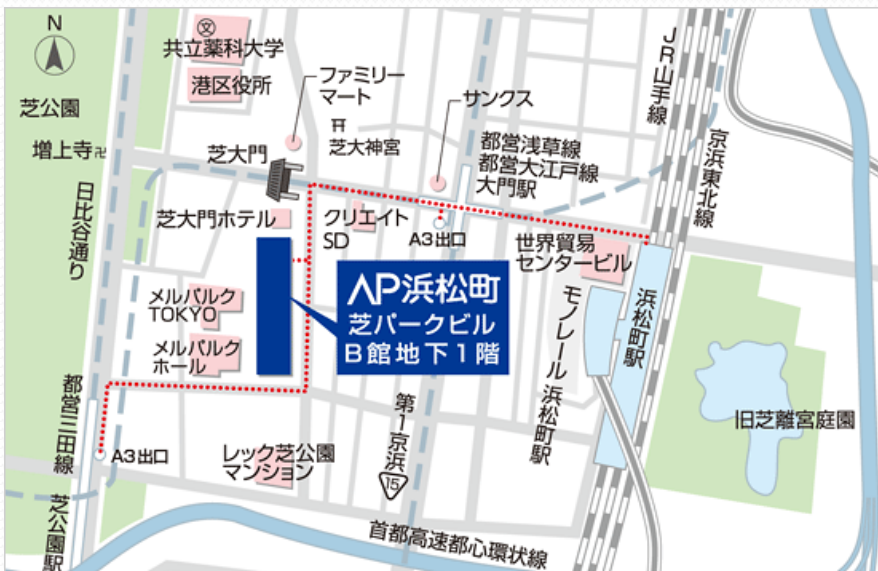 N
共立薬科大学
港区役所
芝公園
増上寺
日比谷通り
ファミリー
マート
芝大神宮
サンクス
芝大門
都営浅草線
都営大江戸線
大門駅
JR山手線
京浜東北線
芝大門ホテル
クリエイト
SD
A3出口
世界貿易
センタービル
AP浜松町
芝パークビル
B館地下1階
メルパルク
TOKYO
メルパルク
ホール
モノレール浜松町駅
浜松町駅
旧芝離宮庭園
都営三田線
芝公園駅
A3出口
レック芝公園
マンション
第1京浜
15
首都高速都心環状線